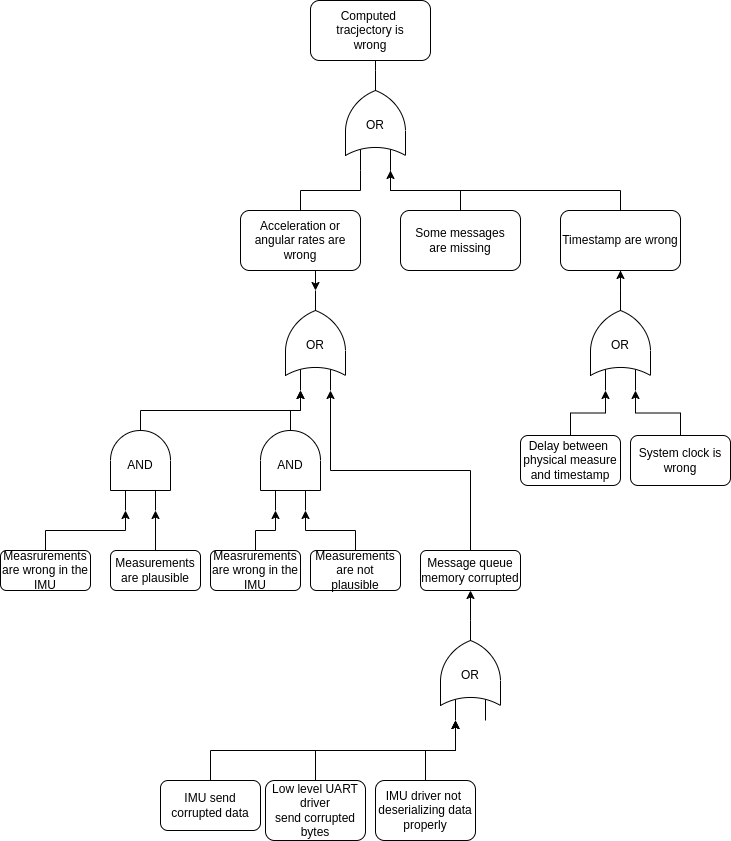 Computed
tracjectory is
wrong
OR
Acceleration or
angular rates are
wrong
Some messages
are missing
Timestamp are wrong
OR
OR
AND
AND
Delay between
physical measure
and timestamp
System clock is
wrong
Measrurements
are wrong in the
IMU
Measurements
are plausible
Measrurements
are wrong in the
IMU
Measurements
are not
plausible
Message queue
memory corrupted
OR
IMU send
corrupted data
Low level UART
driver
send corrupted
bytes
IMU driver not
deserializing data
properly